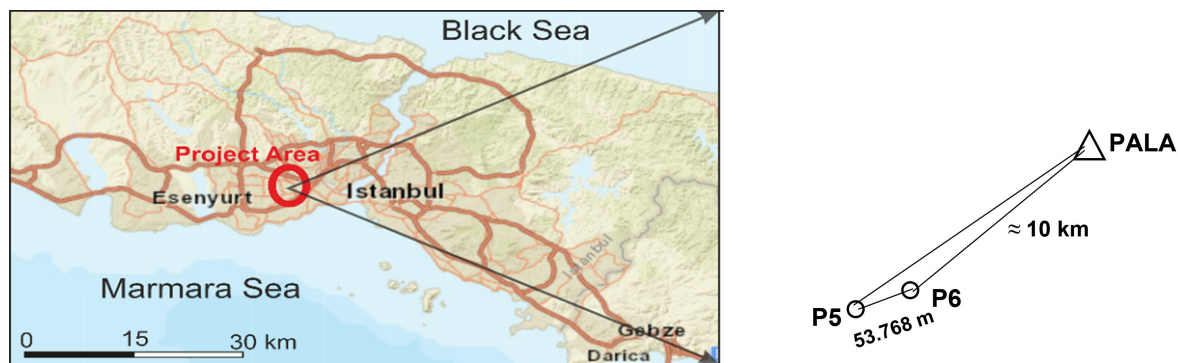 Black Sea
Project Area
Esenyurt
Istanbul
Istanbul
Marmara Sea
0 15 30 km
Gebze
Darica
PALA
≈ 10 km
P5
P6
53.768 m